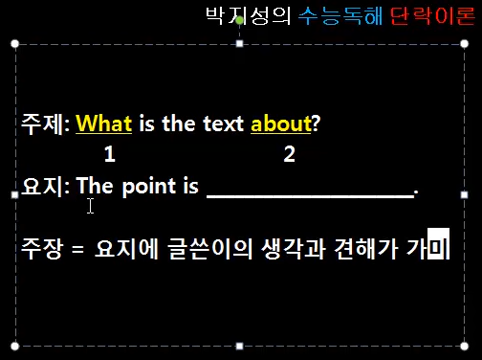 박지성의 수능독해 단락이론
주제: What is the text about?
1 2
요지: The point is ____________________.
주장 = 요지에 글쓴이의 생각과 견해가 가미